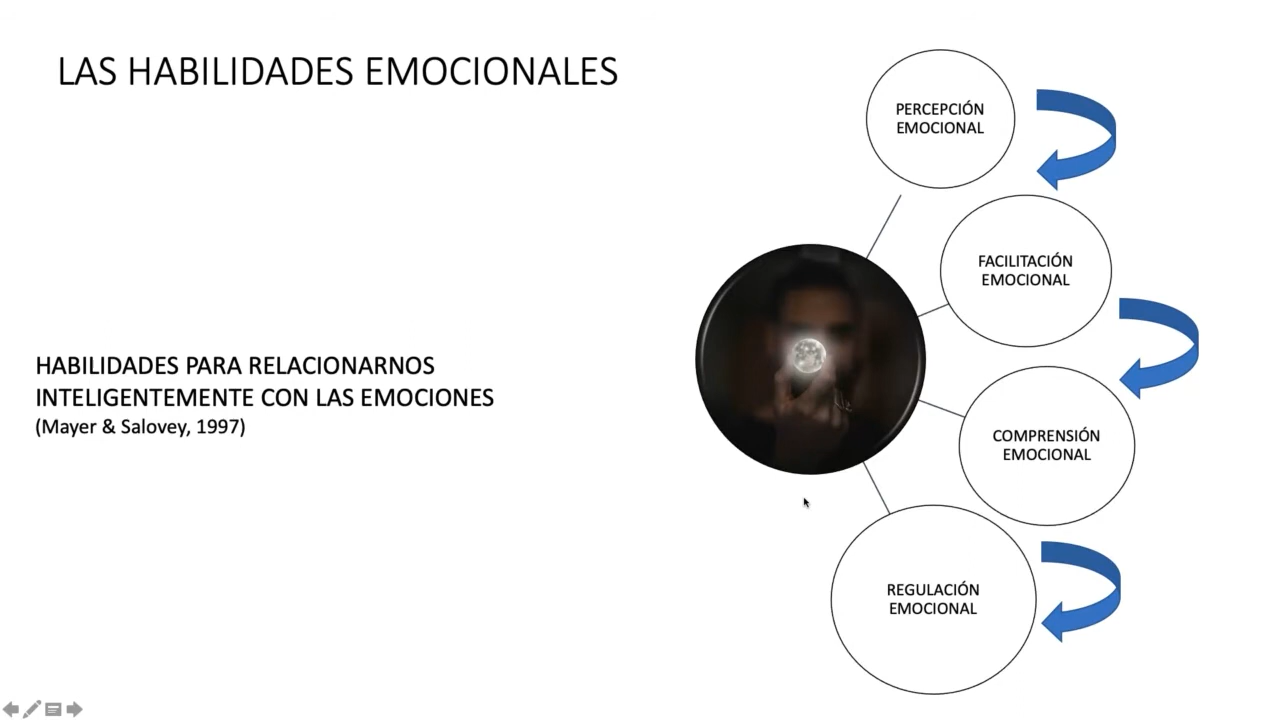 LAS HABILIDADES EMOCIONALES
HABILIDADES PARA RELACIONARNOS
INTELIGENTEMENTE CON LAS EMOCIONES
(Mayer & Salovey, 1997)
PERCEPCIÓN
EMOCIONAL
FACILITACIÓN
EMOCIONAL
COMPRENSIÓN
EMOCIONAL
REGULACIÓN
EMOCIONAL